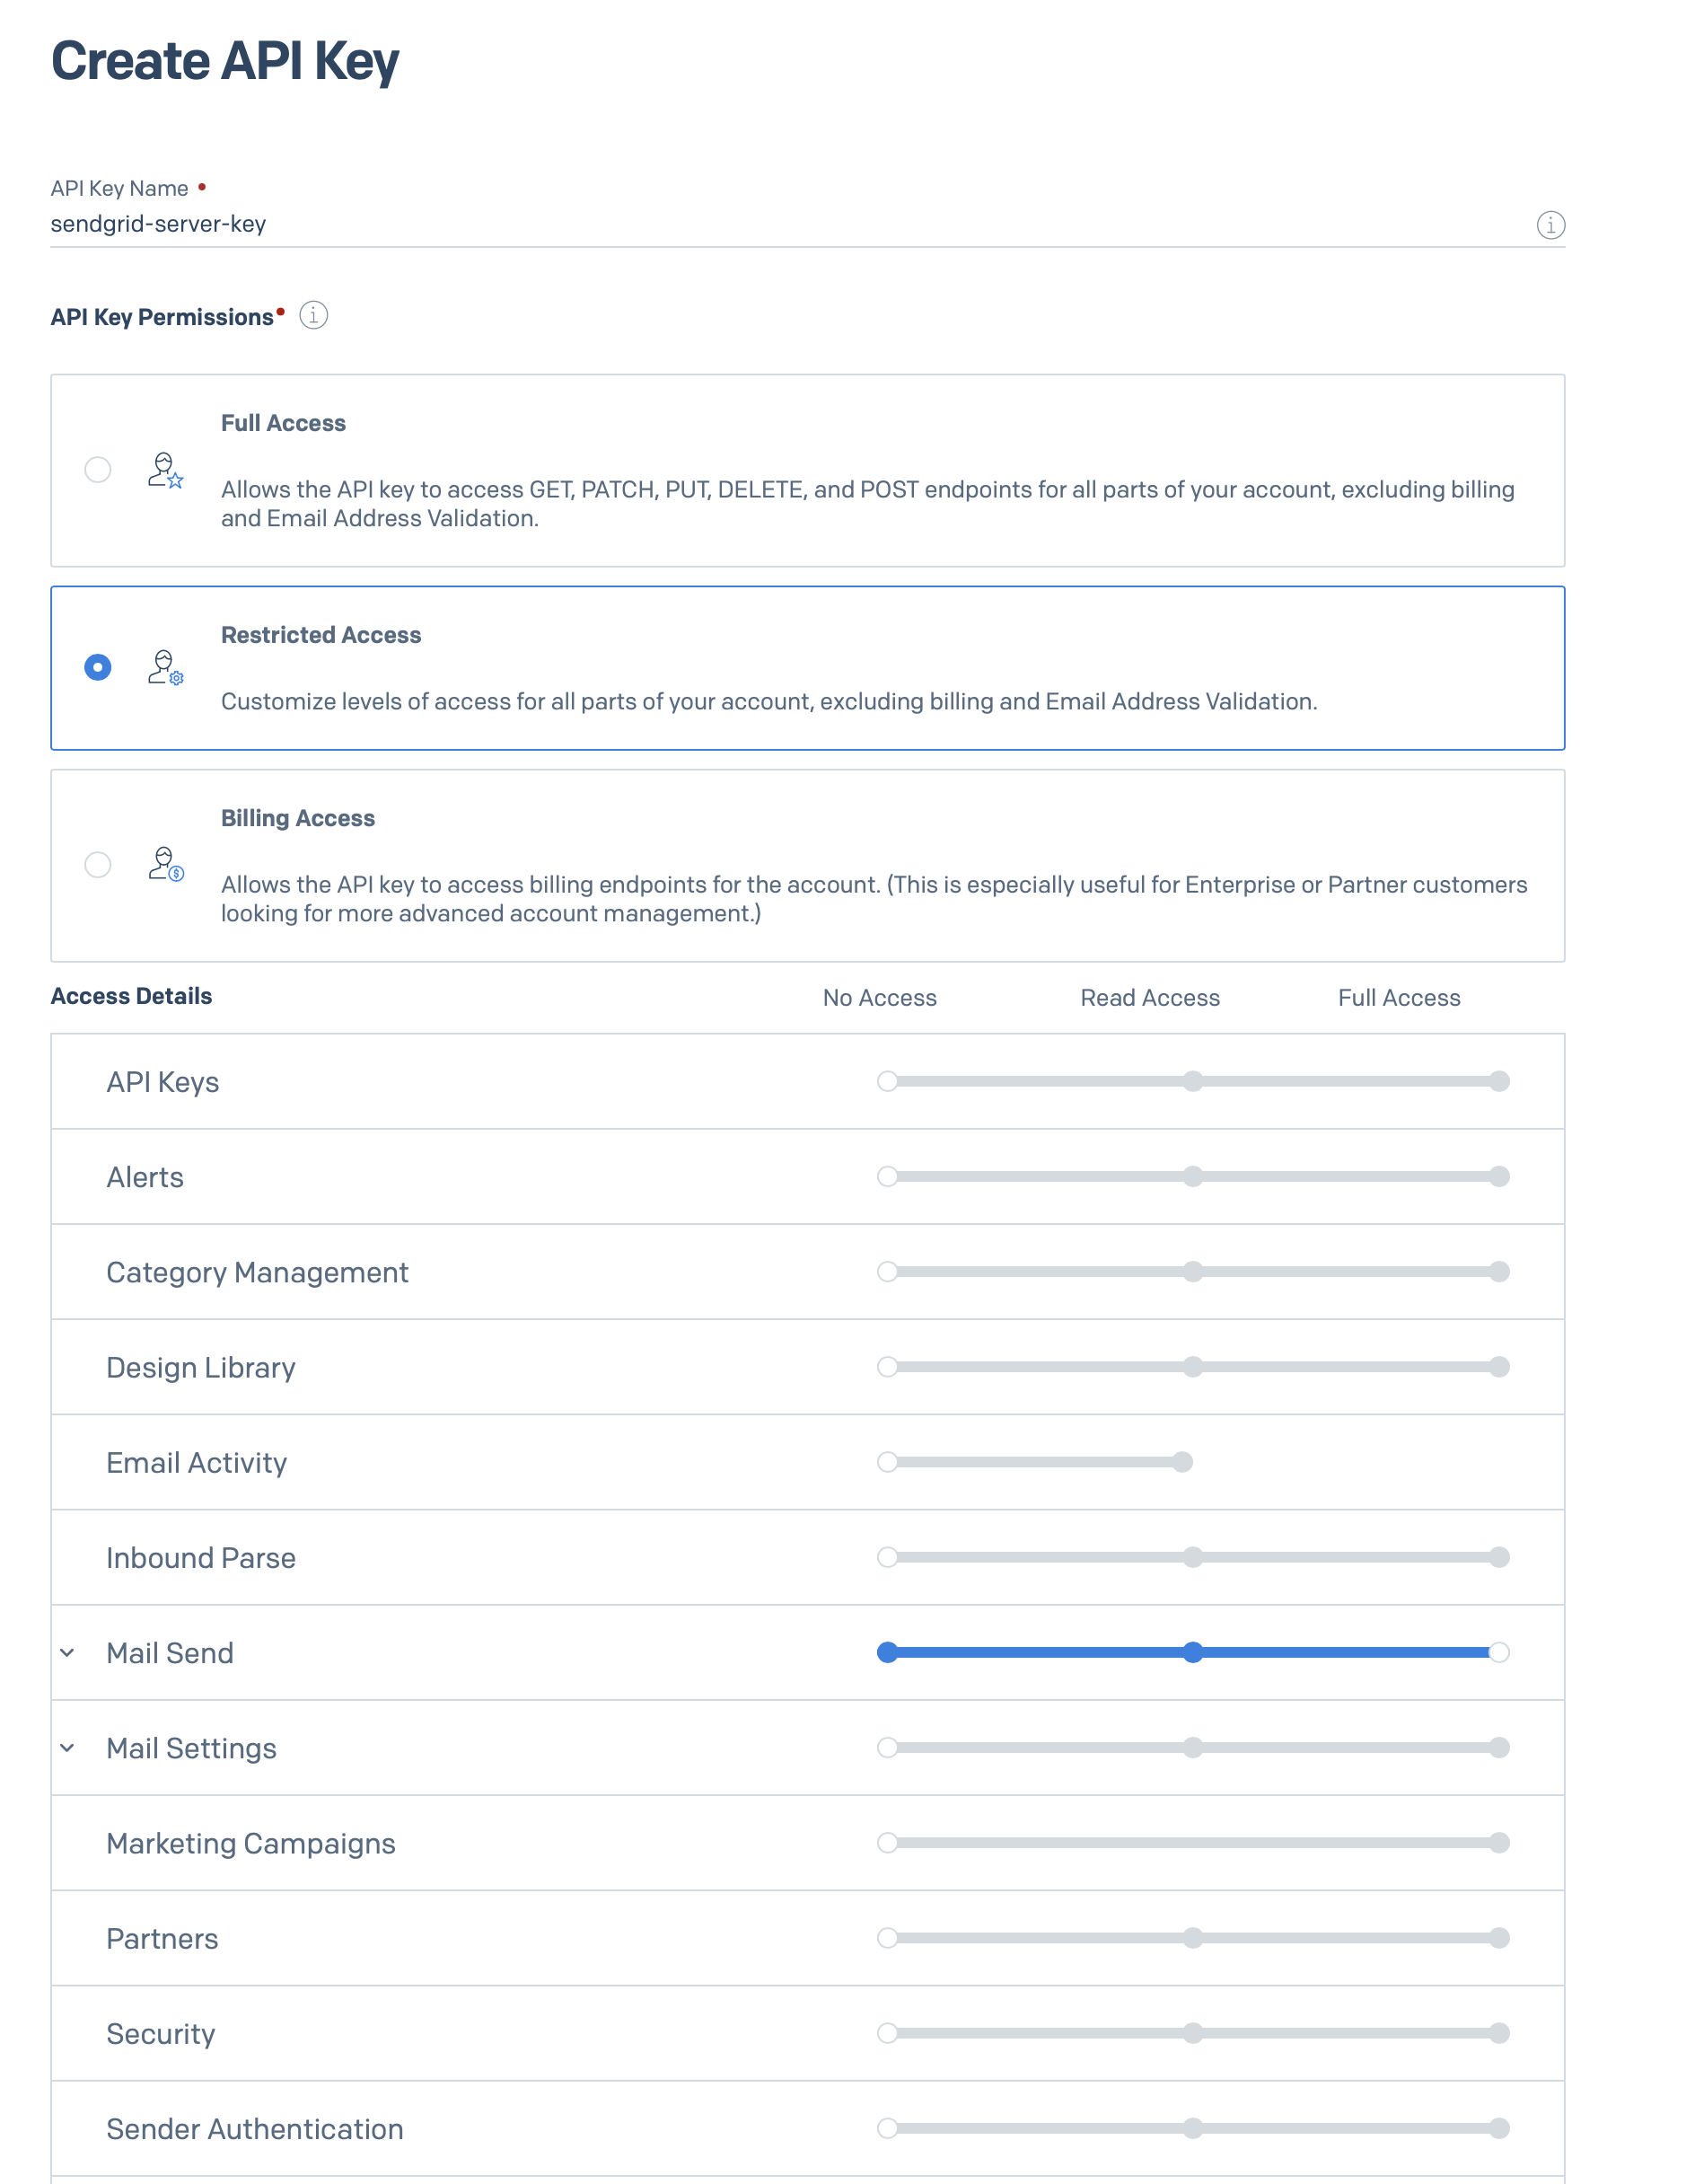 Create API Key
API Key Name
sendgrid-server-key
API Key Permissions
Full Access
Allows the API key to access GET, PATCH, PUT, DELETE, and POST endpoints for all parts of your account, excluding billing
and Email Address Validation.
Restricted Access
Customize levels of access for all parts of your account, excluding billing and Email Address Validation.
Billing Access
Allows the API key to access billing endpoints for the account. (This is especially useful for Enterprise or Partner customers
looking for more advanced account management.)
Access Details No Access Read Access Full Access
API Keys
Alerts
Category Management
Design Library
Email Activity
Inbound Parse
Mail Send
Mail Settings
Marketing Campaigns
Partners
Security
Sender Authentication